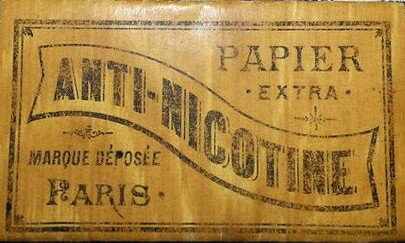 PAPIER
· EXTRA ·
ANTI-NICOTINE
MARQUE DÉPOSÉE
PARIS ·